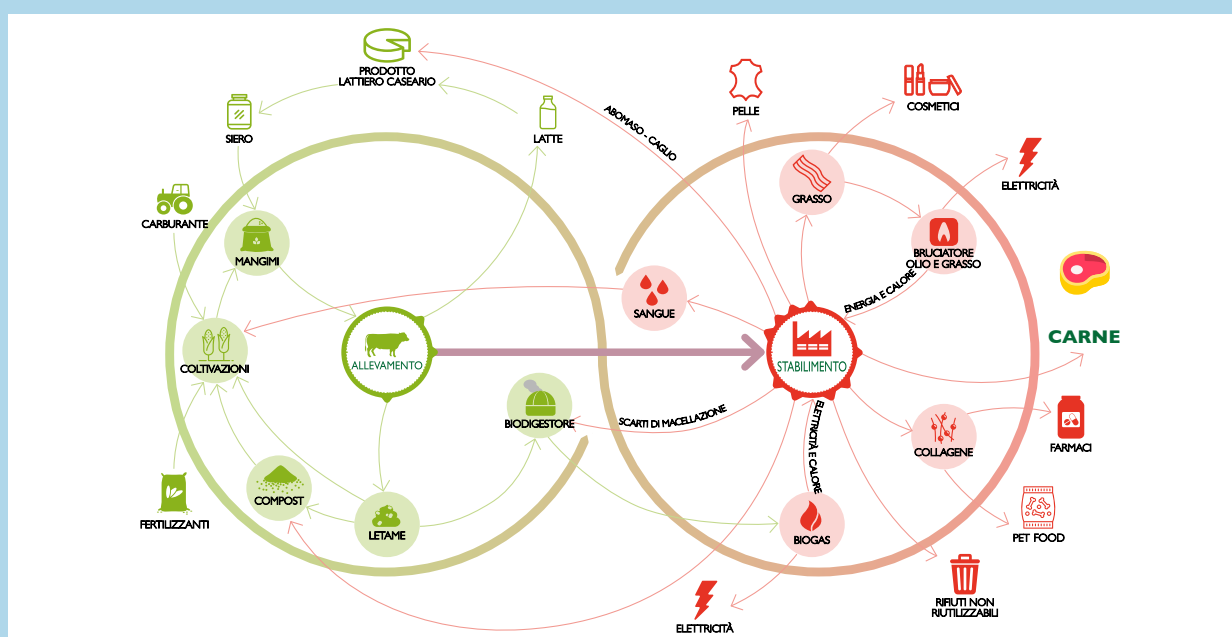 PRODOTTO
LATTIERO CASEARIO
SIERO
LATTE
ABOMASO - CAGLIO
PELLE
COSMETICI
ELETTRICITÀ
GRASSO
CARBURANTE
MANGIMI
BRUCIATORE
OLIO E GRASSO
ENERGIA E CALORE
SANGUE
CARNE
COLTIVAZIONI
ALLEVAMENTO
STABILIMENTO
BIODIGESTORE
SCARTI DI MACELLAZIONE
ELETTRICITÁ E CALORE
COLLAGENE
FARMACI
COMPOST
FERTILIZZANTI
LETAME
BIOGAS
PET FOOD
RIFIUTI NON
RIUTILIZZABILI
ELETTRICITÀ